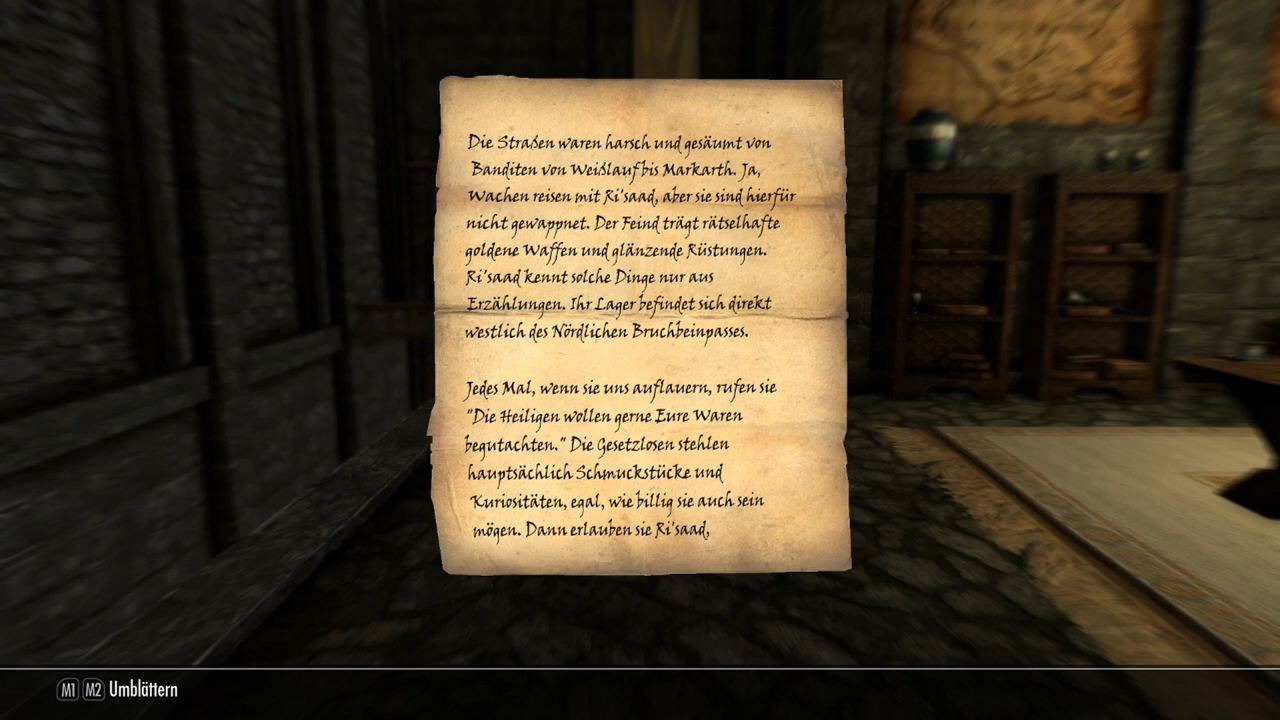 Die Straßen waren harsch und gesäumt von
Banditen von Weißlauf bis Markarth. Ja,
Wachen reisen mit Ri'saad, aber sie sind hierfür
nicht gewappnet. Der Feind trägt rätselhafte
goldene Waffen und glänzende Rüstungen.
Ri'saad kennt solche Dinge nur aus
Erzählungen. Ihr Lager befindet sich direkt
westlich des Nördlichen Bruchbeinpasses.
Jedes Mal, wenn sie uns auflauern, rufen sie
"Die Heiligen wollen gerne Eure Waren
begutachten." Die Gesetzlosen stehlen
hauptsächlich Schmuckstücke und
Kuriositäten, egal, wie billig sie auch sein
mögen. Dann erlauben sie Ri'saad,
M1 M2 Umblättern